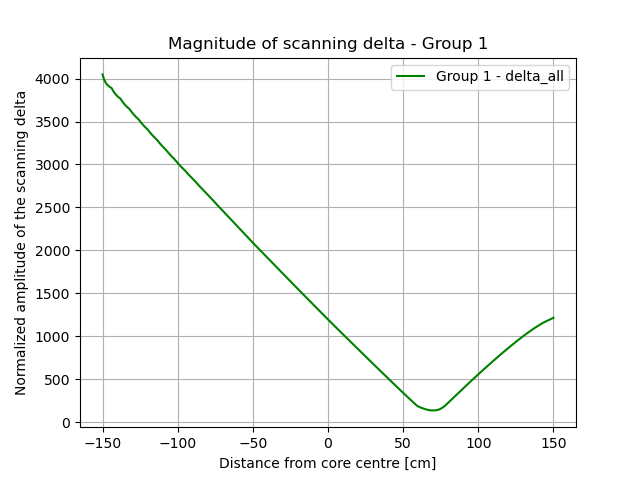 Magnitude of scanning delta - Group 1
Group 1 - delta_all
Normalized amplitude of the scanning delta
4000
3500
3000
2500
2000
1500
1000
500
0
−150 −100 −50 0 50 100 150
Distance from core centre [cm]